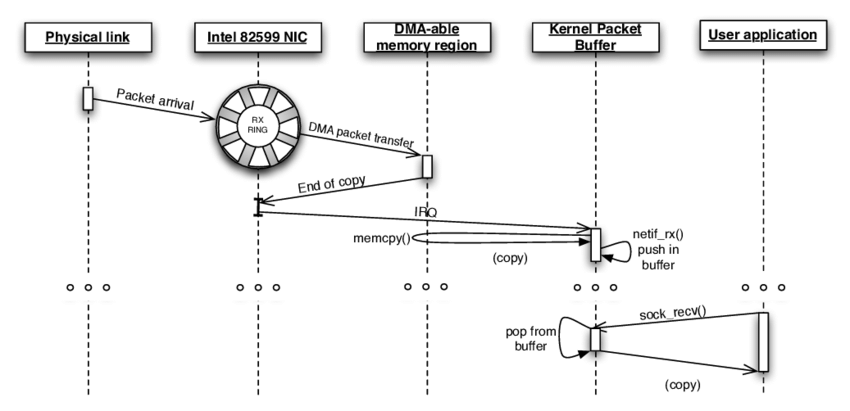 Physical link
Intel 82599 NIC
DMA-able
memory region
Kernel Packet
Buffer
User application
Packet arrival
RX
RING
DMA packet transfer
End of copy
IRQ
memcpy()
(copy)
netif_rx()
push in
buffer
sock_recv()
pop from
buffer
(copy)